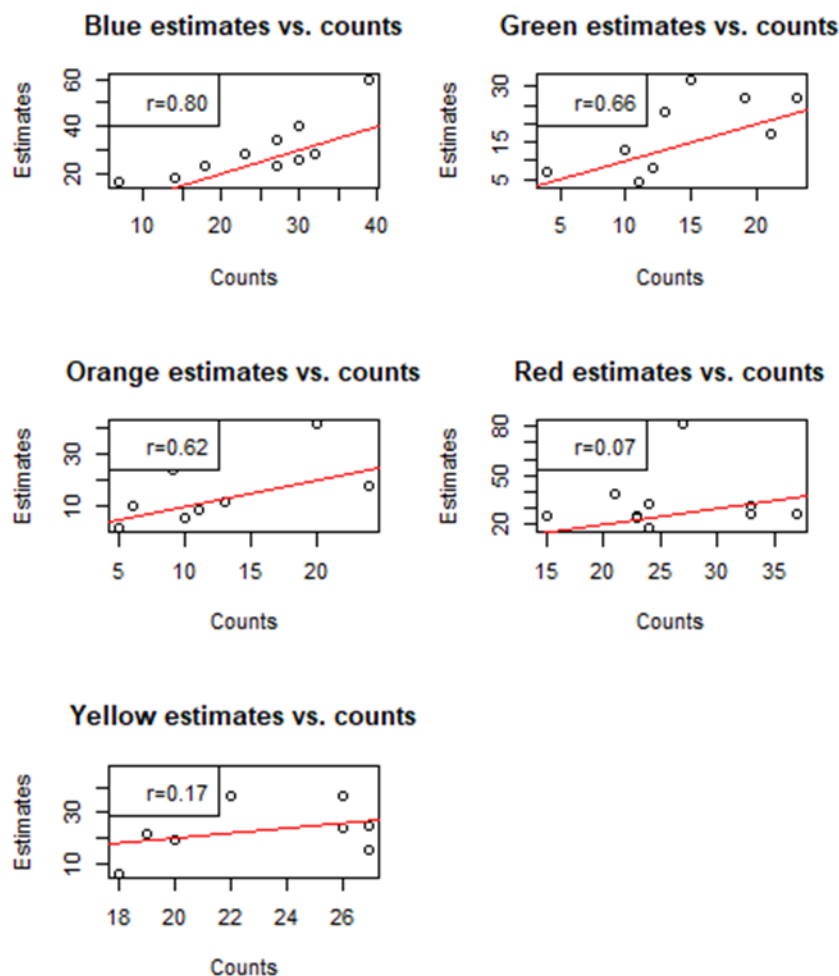 Blue estimates vs. counts
r=0.80
Estimates
20 40 60
10 20 30 40
Counts
Green estimates vs. counts
r=0.66
Estimates
5 15 30
5 10 15 20
Counts
Orange estimates vs. counts
r=0.62
Estimates
10 30
5 10 15 20
Counts
Red estimates vs. counts
r=0.07
Estimates
20 50 80
15 20 25 30 35
Counts
Yellow estimates vs. counts
r=0.17
Estimates
10 30
18 20 22 24 26
Counts